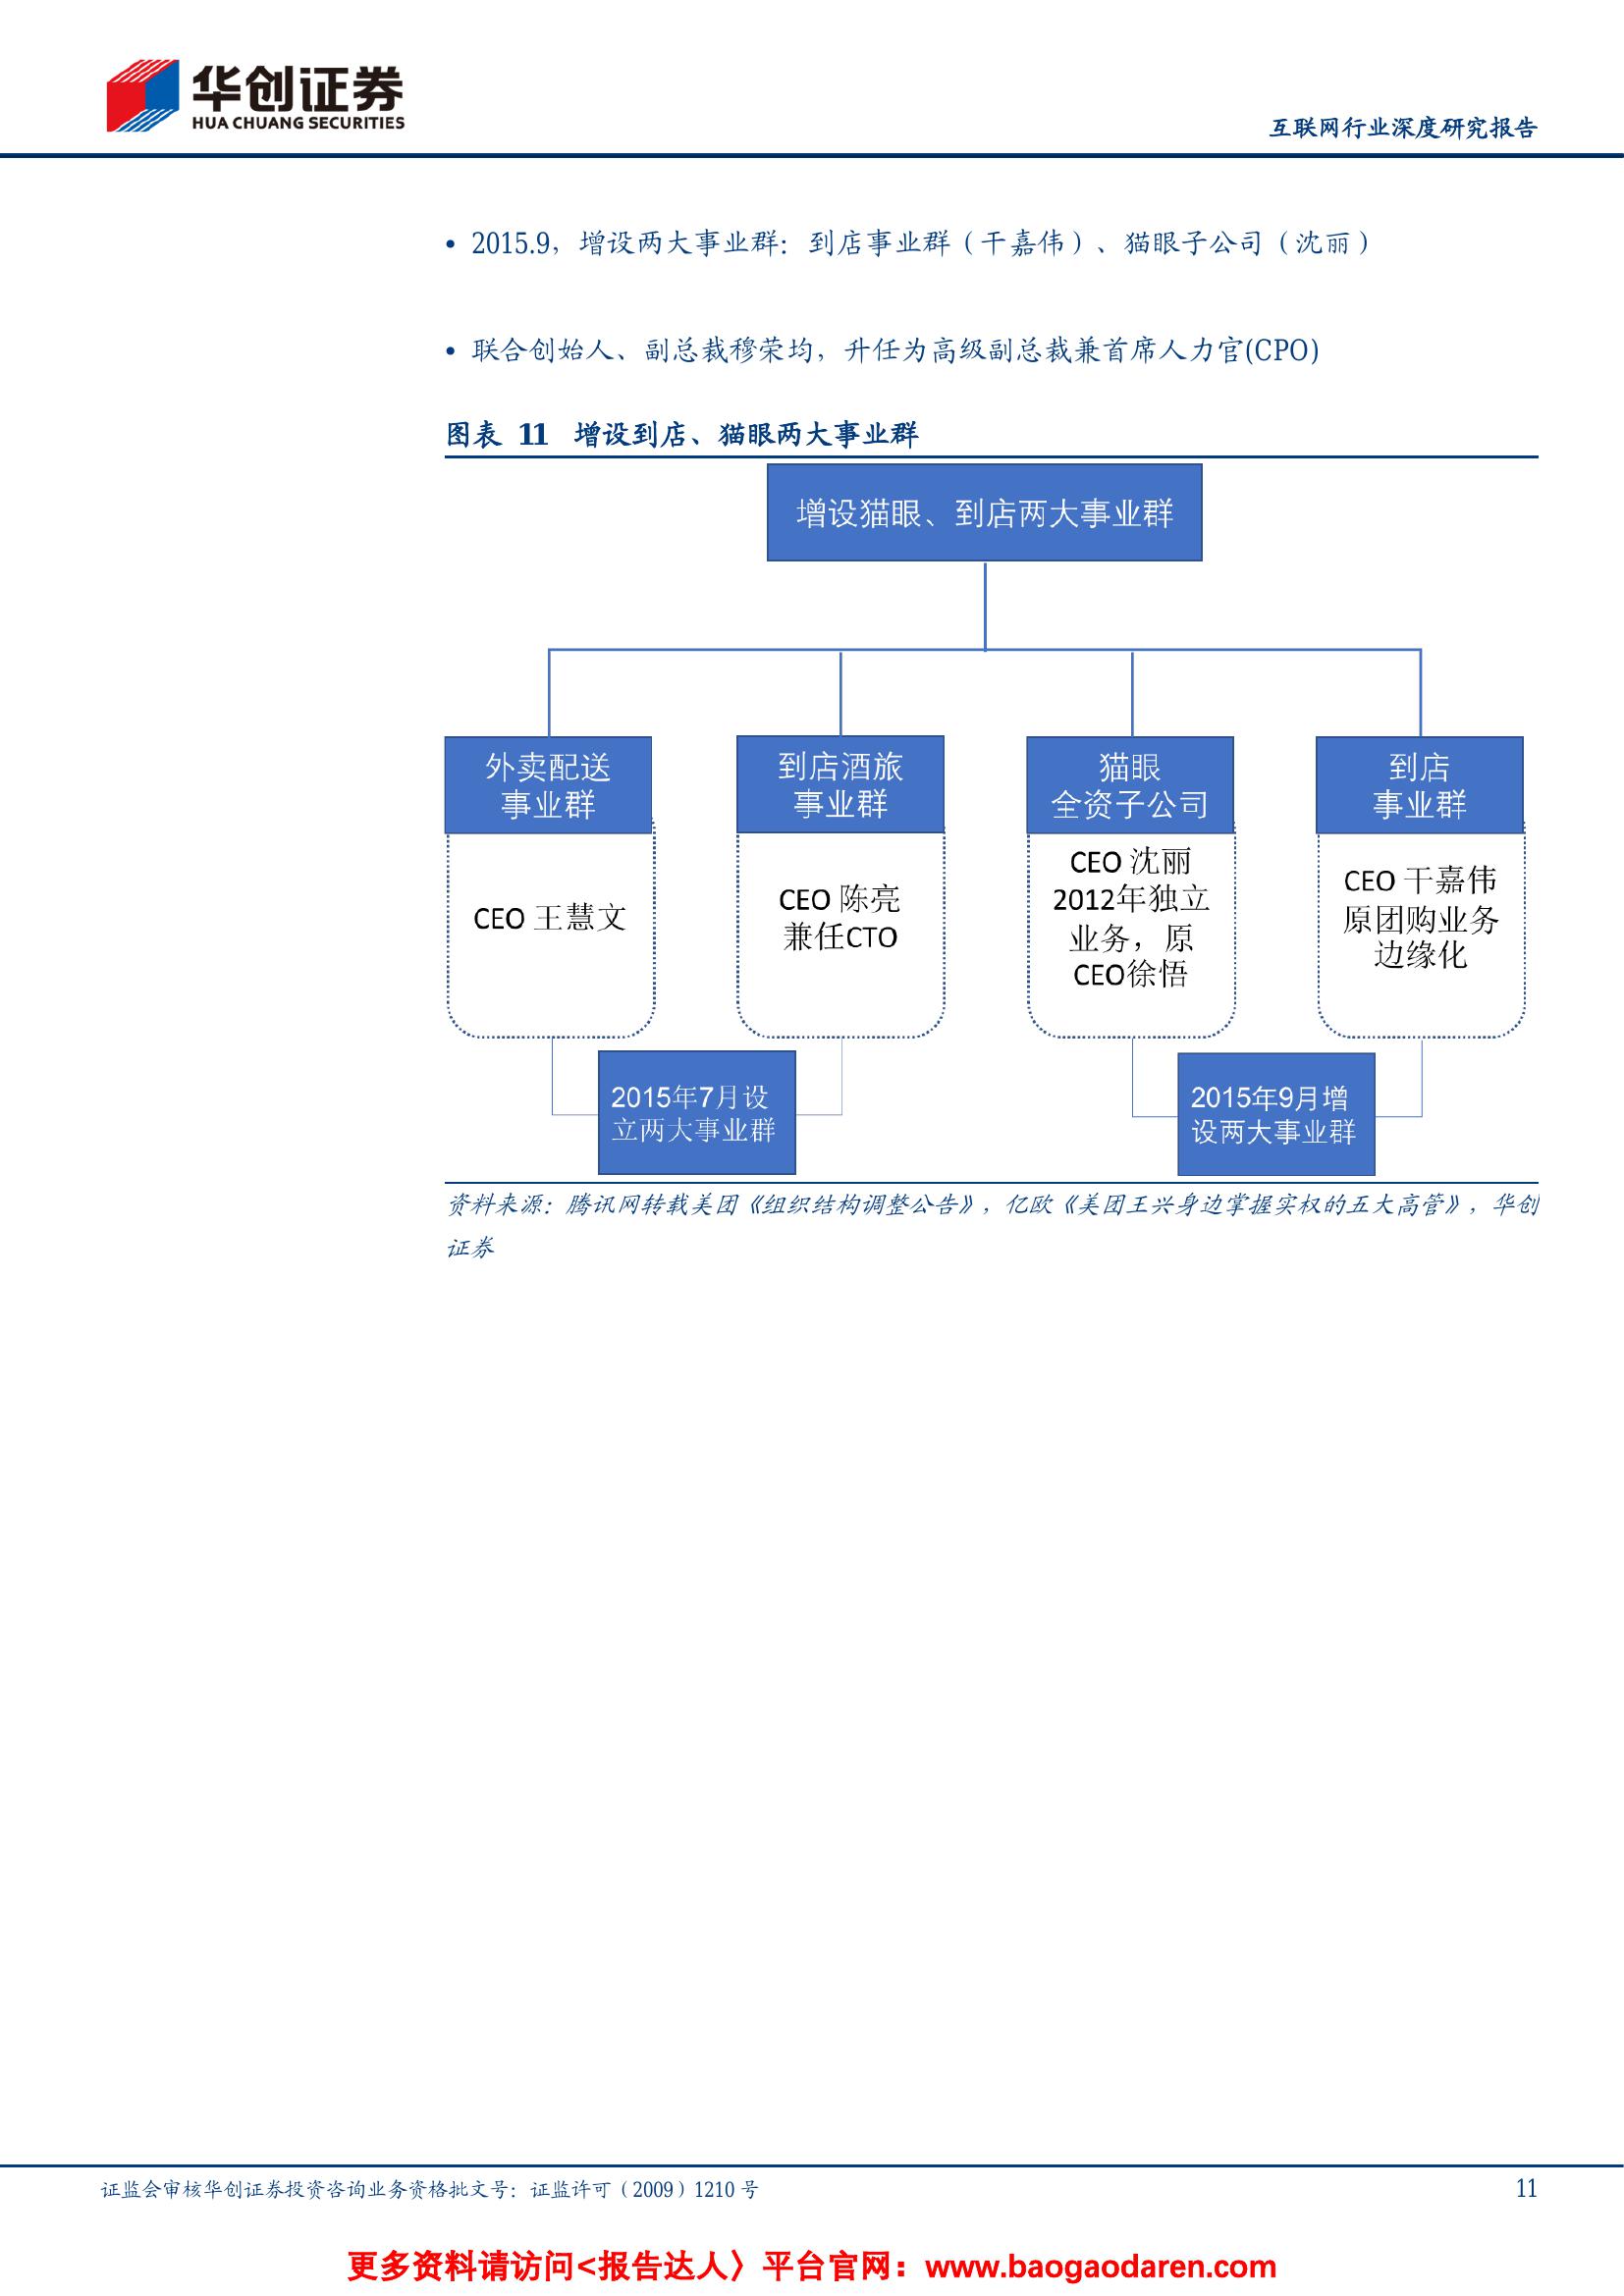 华创证券
HUA CHUANG SECURITIES
互联网行业深度研究报告
• 2015.9，增设两大事业群：到店事业群（干嘉伟）、猫眼子公司（沈丽）
• 联合创始人、副总裁穆荣均，升任为高级副总裁兼首席人力官(CPO)
图表 11 增设到店、猫眼两大事业群
增设猫眼、到店两大事业群
外卖配送
事业群
CEO 王慧文
到店酒旅
事业群
CEO 陈亮
兼任CTO
猫眼
全资子公司
CEO 沈丽
2012年独立
业务，原
CEO徐悟
到店
事业群
CEO 干嘉伟
原团购业务
边缘化
2015年7月设
立两大事业群
2015年9月增
设两大事业群
资料来源：腾讯网转载美团《组织结构调整公告》，亿欧《美团王兴身边掌握实权的五大高管》，华创
证券
证监会审核华创证券投资咨询业务资格批文号：证监许可（2009）1210 号
11
更多资料请访问<报告达人〉平台官网：www.baogaodaren.com